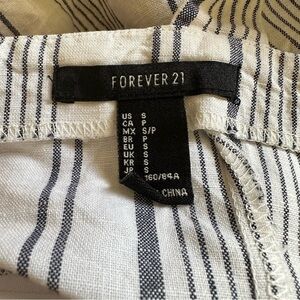 FOREVER 21
US S
CA P
MX S/P
BR P
EU S
UK S
KR S
JP S
160/84A
CHINA